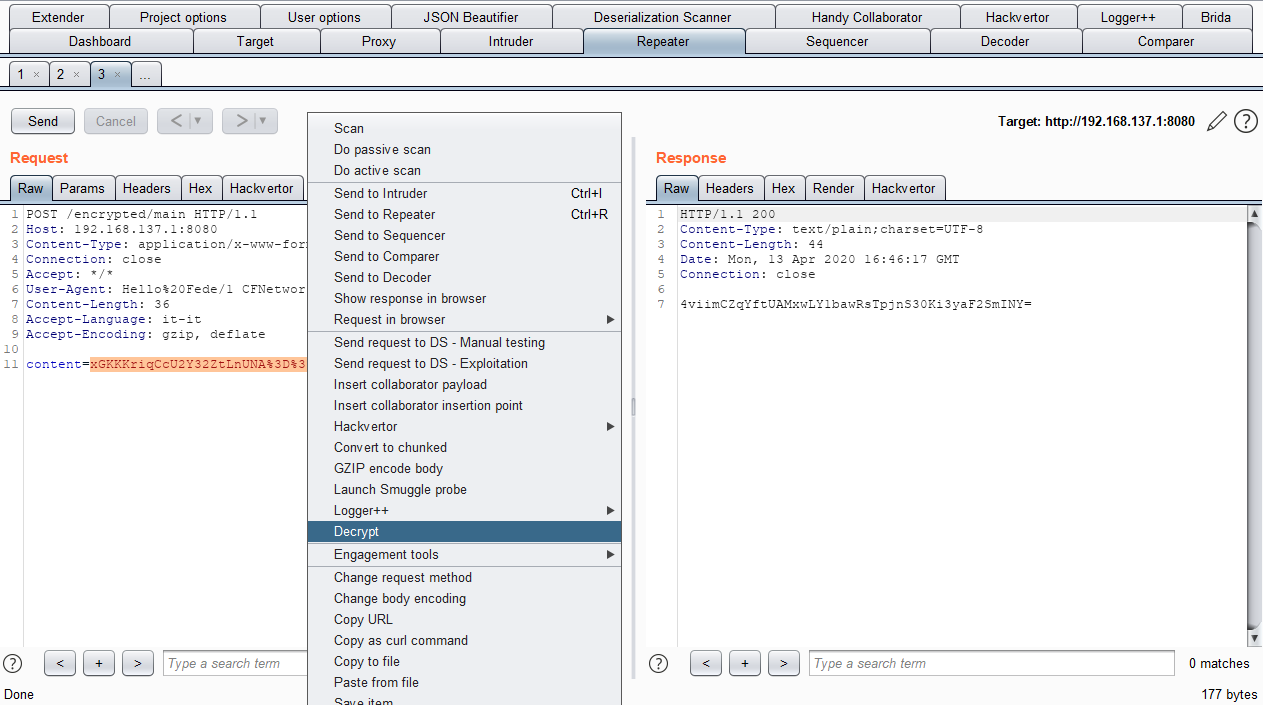 Extender Project options User options JSON Beautifier Deserialization Scanner Handy Collaborator Hackvertor Logger++ Brida
Dashboard Target Proxy Intruder Repeater Sequencer Decoder Comparer
1 × 2 × 3 × ...
Send Cancel < ▼ > ▼
Target: http://192.168.137.1:8080 ?
Request
Raw Params Headers Hex Hackvertor
1 POST /encrypted/main HTTP/1.1
2 Host: 192.168.137.1:8080
3 Content-Type: application/x-www-for
4 Connection: close
5 Accept: */*
6 User-Agent: Hello%20Fede/1 CFNetwor
7 Content-Length: 36
8 Accept-Language: it-it
9 Accept-Encoding: gzip, deflate
10
11 content=xGKKKriqCcU2Y32ZtLnUNA%3D%3
? < + > Type a search term
Done
Scan
Do passive scan
Do active scan
Send to Intruder Ctrl+I
Send to Repeater Ctrl+R
Send to Sequencer
Send to Comparer
Send to Decoder
Show response in browser
Request in browser
Send request to DS - Manual testing
Send request to DS - Exploitation
Insert collaborator payload
Insert collaborator insertion point
Hackvertor
Convert to chunked
GZIP encode body
Launch Smuggle probe
Logger++
Decrypt
Engagement tools
Change request method
Change body encoding
Copy URL
Copy as curl command
Copy to file
Paste from file
Save item
Response
Raw Headers Hex Render Hackvertor
1 HTTP/1.1 200
2 Content-Type: text/plain;charset=UTF-8
3 Content-Length: 44
4 Date: Mon, 13 Apr 2020 16:46:17 GMT
5 Connection: close
6
7 4viimCZqYftUAMxwLY1bawRsTpjnS30Ki3yaF2SmINY=
? < + > Type a search term 0 matches
177 bytes